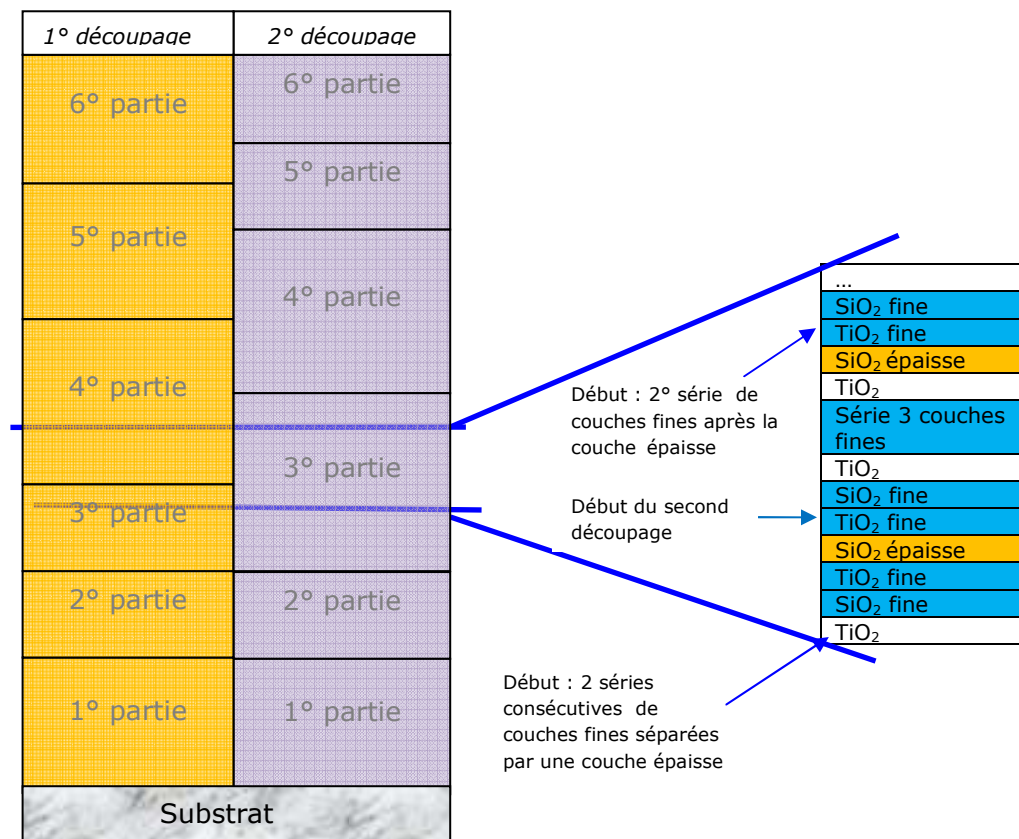 1° découpage
2° découpage
6° partie
5° partie
4° partie
3° partie
2° partie
1° partie
6° partie
5° partie
4° partie
3° partie
2° partie
1° partie
Substrat
Début : 2° série de
couches fines après la
couche épaisse
Début du second
découpage
Début : 2 séries
consécutives de
couches fines séparées
par une couche épaisse
...
SiO₂ fine
TiO₂ fine
SiO₂ épaisse
TiO₂
Série 3 couches
fines
TiO₂
SiO₂ fine
TiO₂ fine
SiO₂ épaisse
TiO₂ fine
SiO₂ fine
TiO₂